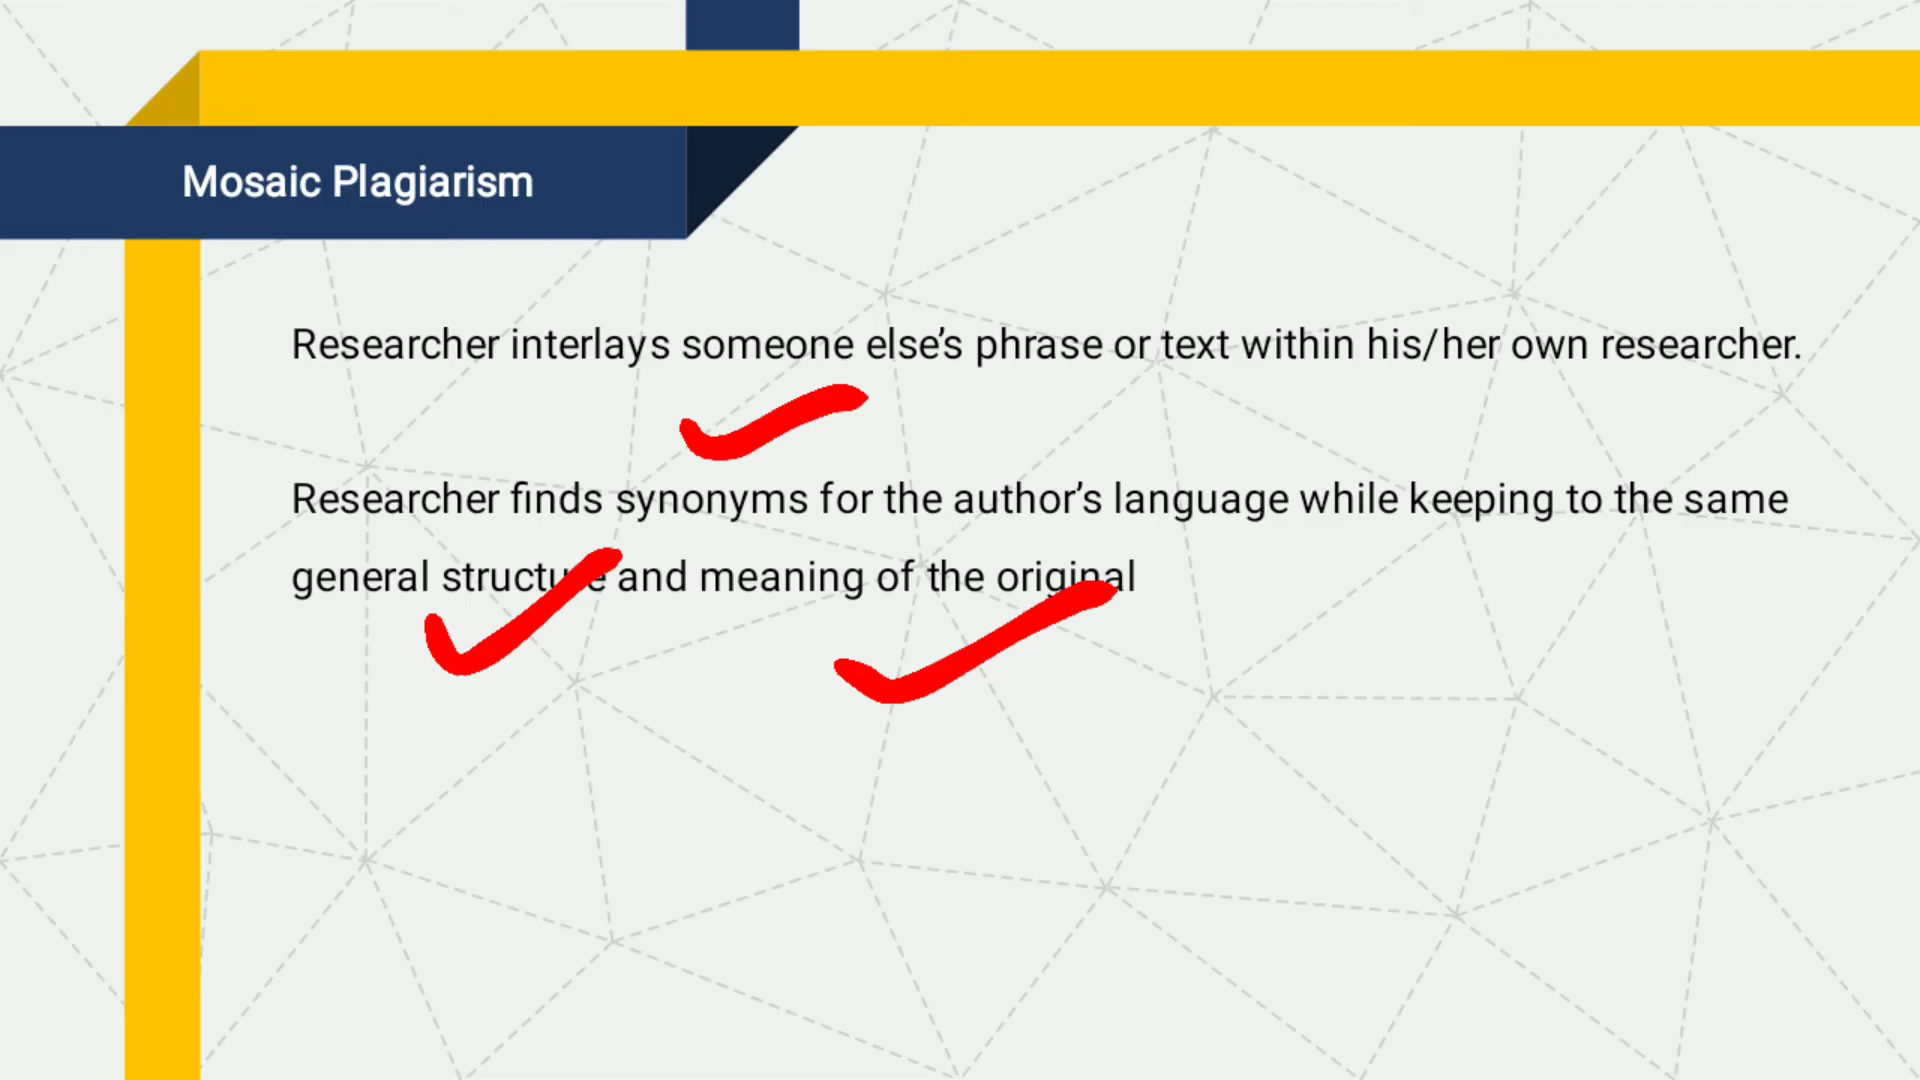 Mosaic Plagiarism
Researcher interlays someone else’s phrase or text within his/her own researcher.
Researcher finds synonyms for the author’s language while keeping to the same
general structure and meaning of the original